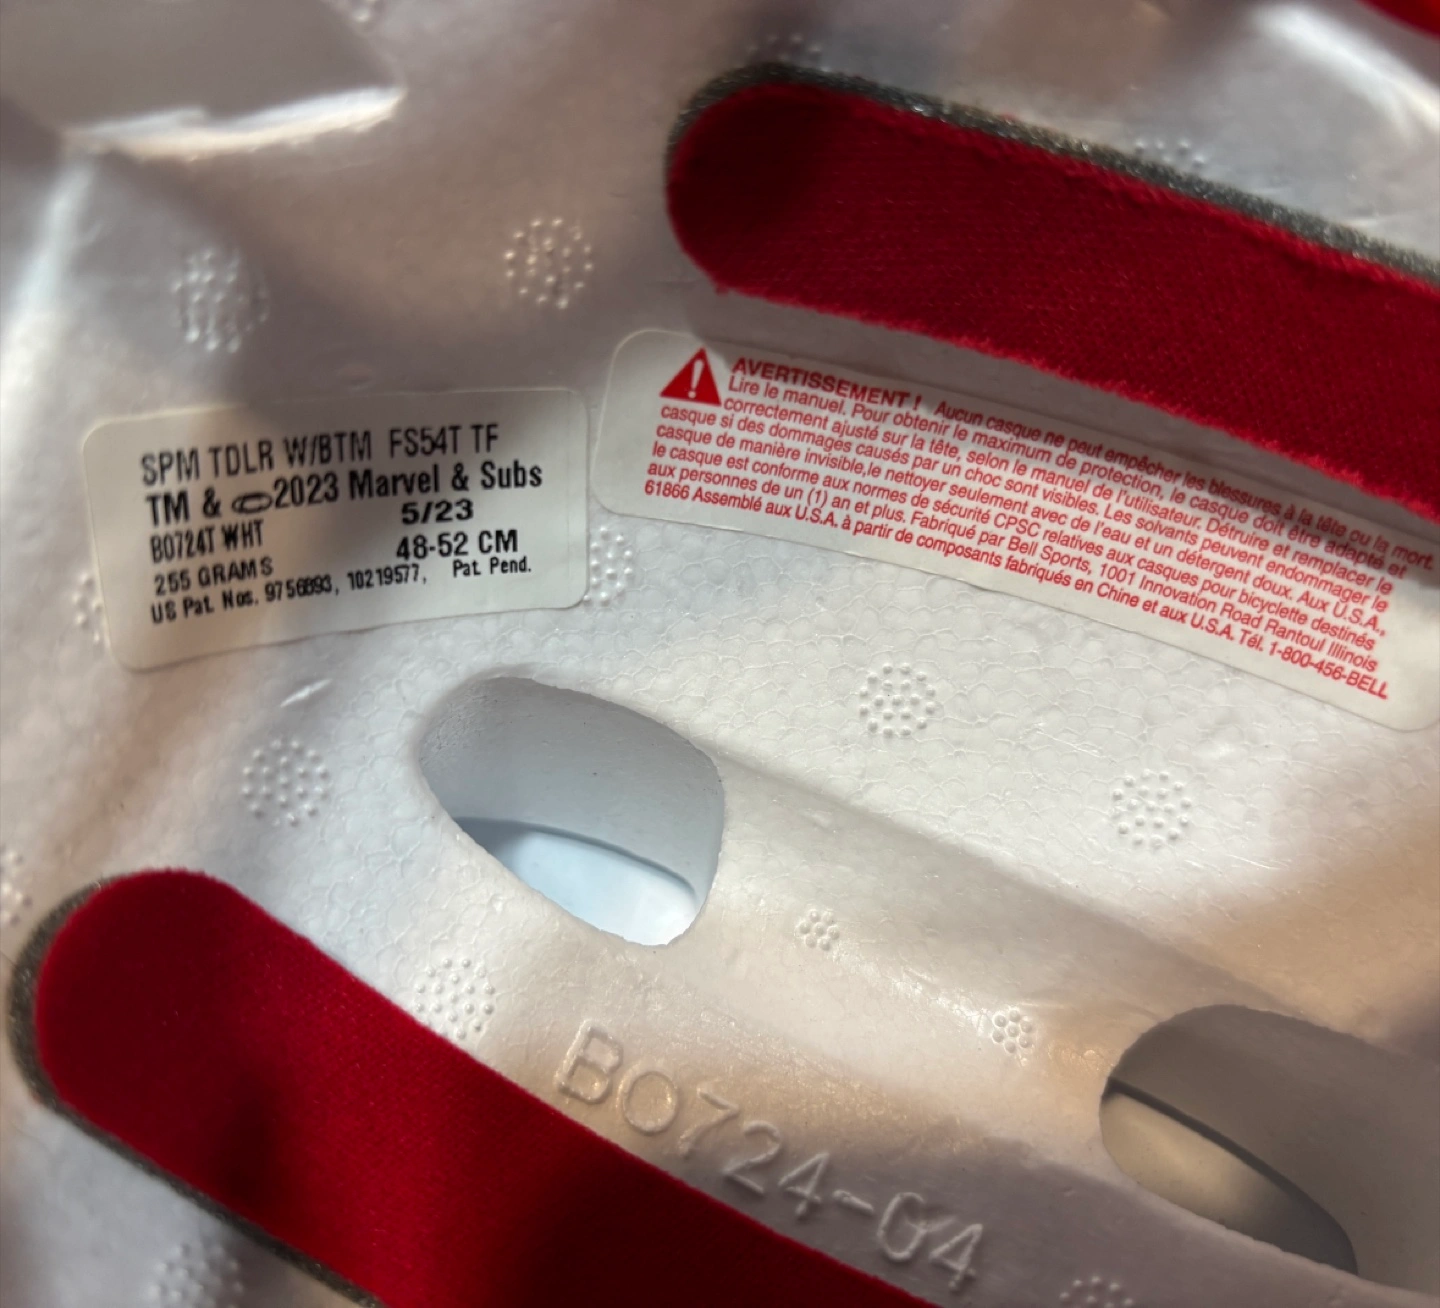 SPM TDLR W/BTM FS54T TF
TM & ©2023 Marvel & Subs
5/23
B0724T WHT
48-52 CM
255 GRAMS
US Pat. Nos. 9756893, 10219577, Pat. Pend.
AVERTISSEMENT ! Aucun casque ne peut empêcher les blessures à la tête ou la mort.
Lire le manuel. Pour obtenir le maximum de protection, le casque doit être adapté et
correctement ajusté sur la tête, selon le manuel de l'utilisateur. Détruire et remplacer le
casque si des dommages causés par un choc sont visibles. Les solvants peuvent endommager le
casque de manière invisible,le nettoyer seulement avec de l'eau et un détergent doux. Aux U.S.A.,
le casque est conforme aux normes de sécurité CPSC relatives aux casques pour bicyclette destinés
aux personnes de un (1) an et plus. Fabriqué par Bell Sports, 1001 Innovation Road Rantoul Illinois
61866 Assemblé aux U.S.A. à partir de composants fabriqués en Chine et aux U.S.A. Tél. 1-800-456-BELL
B0724-G4